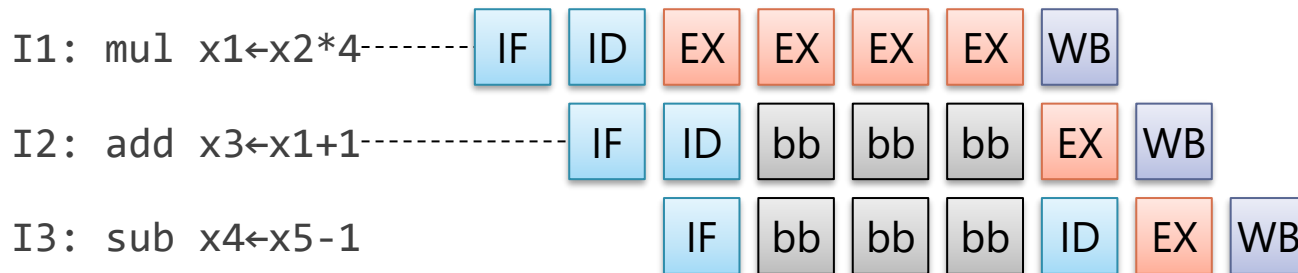 I1: mul x1←x2*4 IF ID EX EX EX EX WB
I2: add x3←x1+1 IF ID bb bb bb EX WB
I3: sub x4←x5-1 IF bb bb bb ID EX WB